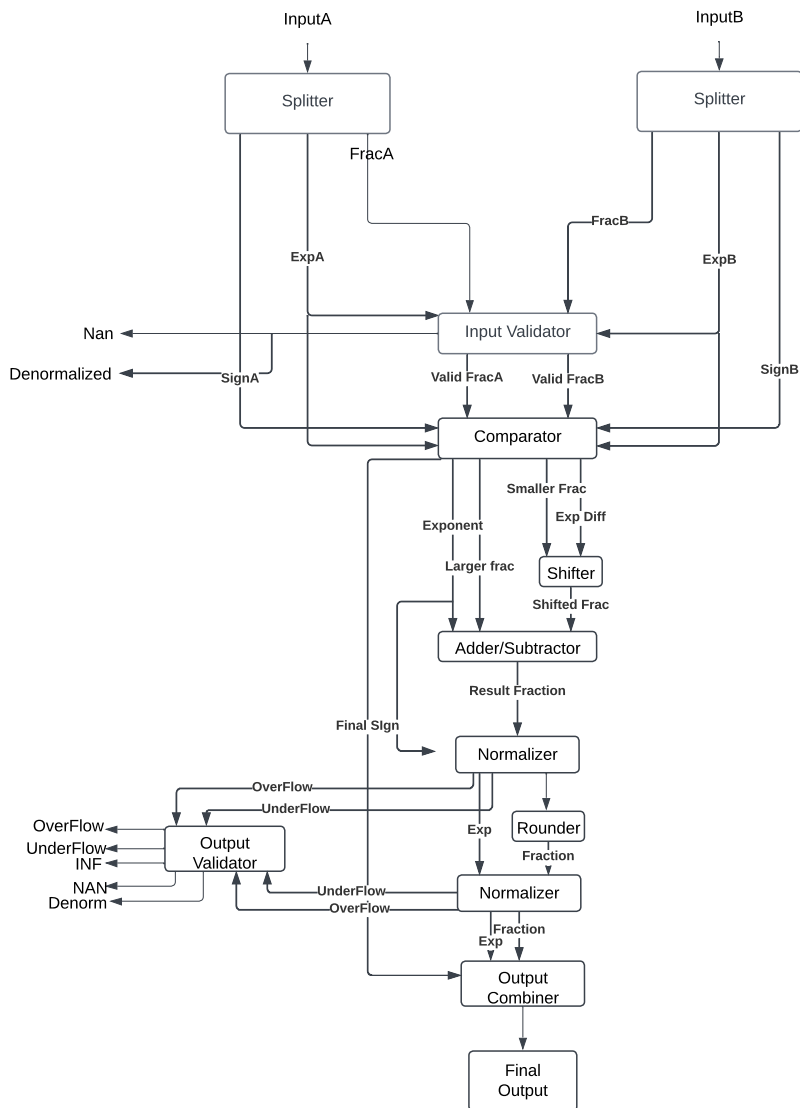 InputA
InputB
Splitter
Splitter
FracA
FracB
ExpA
ExpB
Nan
Input Validator
Denormalized
SignA
Valid FracA
Valid FracB
SignB
Comparator
Smaller Frac
Exponent
Exp Diff
Larger frac
Shifter
Shifted Frac
Adder/Subtractor
Result Fraction
Final SIgn
Normalizer
OverFlow
UnderFlow
OverFlow
Exp
Rounder
Output
Validator
UnderFlow
INF
Fraction
NAN
Denorm
UnderFlow
Normalizer
OverFlow
Fraction
Exp
Output
Combiner
Final
Output